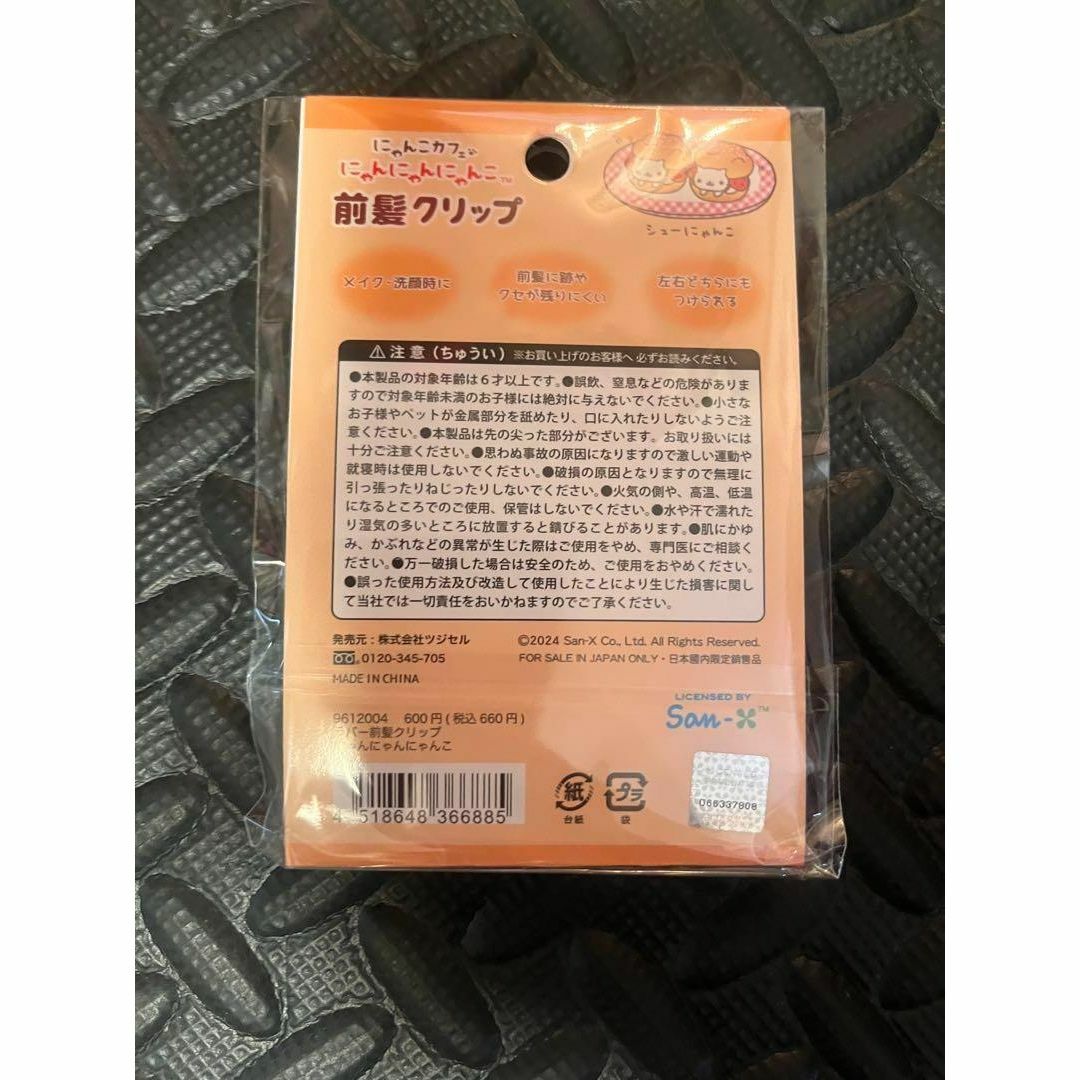 にゃんこカフェで
にゃんにゃんにゃんこ™
前髪クリップ
シューにゃんこ
メイク・洗顔時に
前髪に跡や
クセが残りにくい
左右どちらにも
つけられる
⚠注意(ちゅうい) ※お買い上げのお客様へ 必ずお読みください。
●本製品の対象年齢は6才以上です。●誤飲、窒息などの危険がありま
すので対象年齢未満のお子様には絶対に与えないでください。●小さな
お子様やペットが金属部分を舐めたり、口に入れたりしないようご注
意ください。●本製品は先の尖った部分がございます。お取り扱いには
十分ご注意ください。●思わぬ事故の原因になりますので激しい運動や
就寝時は使用しないでください。●破損の原因となりますので無理に
引っ張ったりねじったりしないでください。●火気の側や、高温、低温
になるところでのご使用、保管はしないでください。●水や汗で濡れた
り湿気の多いところに放置すると錆びることがあります。●肌にかゆ
み、かぶれなどの異常が生じた際はご使用をやめ、専門医にご相談くだ
さい。●万一破損した場合は安全のため、ご使用をおやめください。
●誤った使用方法及び改造して使用したことにより生じた損害に関し
て当社では一切責任をおいかねますのでご了承ください。
発売元:株式会社ツジセル
0120-345-705
MADE IN CHINA
©2024 San-X Co., Ltd. All Rights Reserved.
FOR SALE IN JAPAN ONLY・日本國内限定銷售品
LICENSED BY
San-X™
9612004 600円(税込660円)
バー前髪クリップ
んにゃんにゃんこ
4 518648 366885
紙
台紙
プラ
袋
066337808